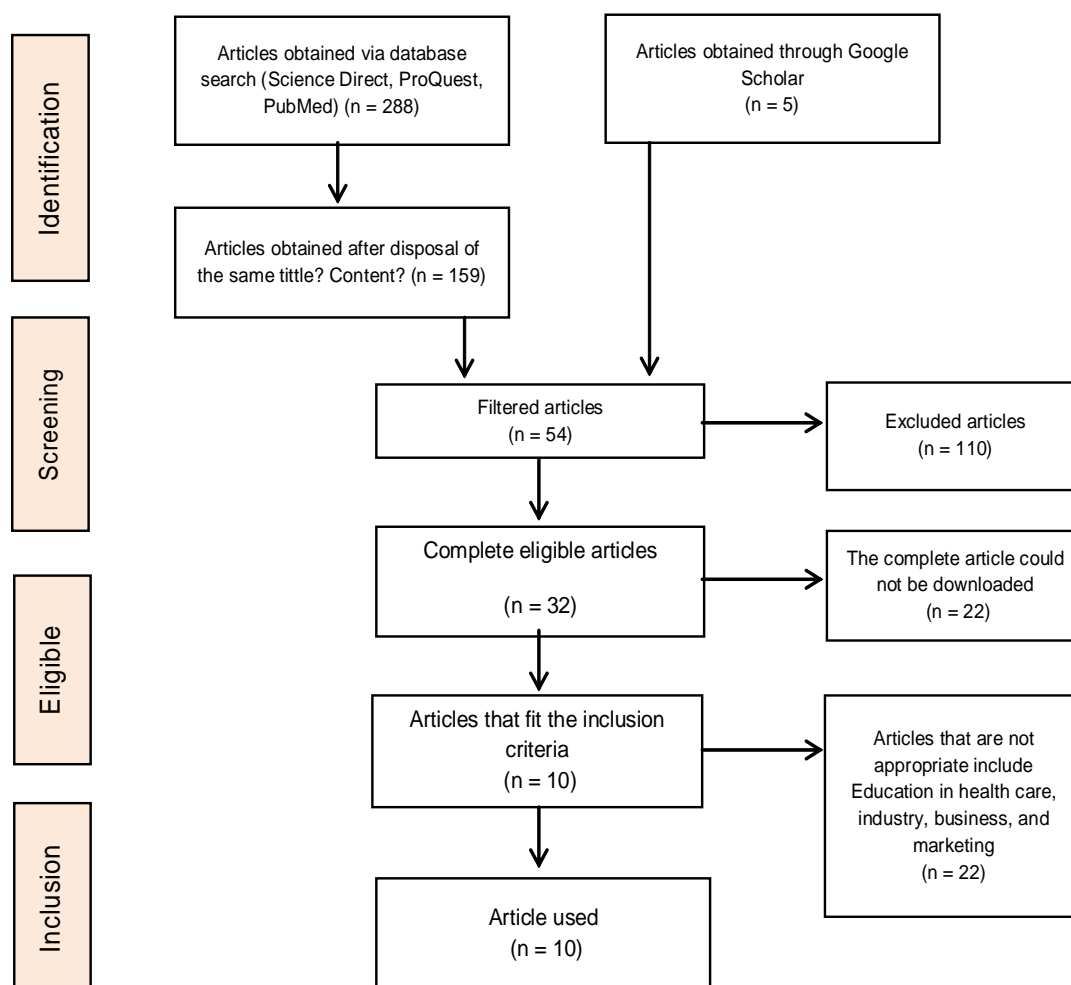 Identification
Articles obtained via database
search (Science Direct, ProQuest,
PubMed) (n = 288)
Articles obtained through Google
Scholar
(n = 5)
Articles obtained after disposal of
the same tittle? Content? (n = 159)
Screening
Filtered articles
(n = 54)
Excluded articles
(n = 110)
Complete eligible articles
(n = 32)
The complete article could
not be downloaded
(n = 22)
Eligible
Articles that fit the inclusion
criteria
(n = 10)
Articles that are not
appropriate include
Education in health care,
industry, business, and
marketing
(n = 22)
Inclusion
Article used
(n = 10)